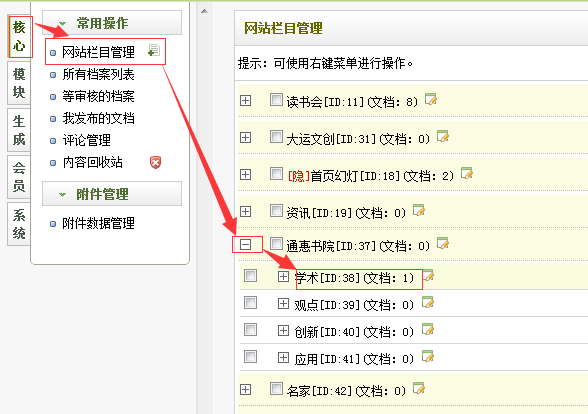 核心
模块
生成
会员
系统
常用操作
网站栏目管理
所有档案列表
等审核的档案
我发布的文档
评论管理
内容回收站
附件管理
附件数据管理
网站栏目管理
提示：可使用右键菜单进行操作。
读书会[ID:11](文档：8)
大运文创[ID:31](文档：0)
[隐]首页幻灯[ID:18](文档：2)
资讯[ID:19](文档：0)
通惠书院[ID:37](文档：0)
学术[ID:38](文档：1)
观点[ID:39](文档：0)
创新[ID:40](文档：0)
应用[ID:41](文档：0)
名家[ID:42](文档：0)